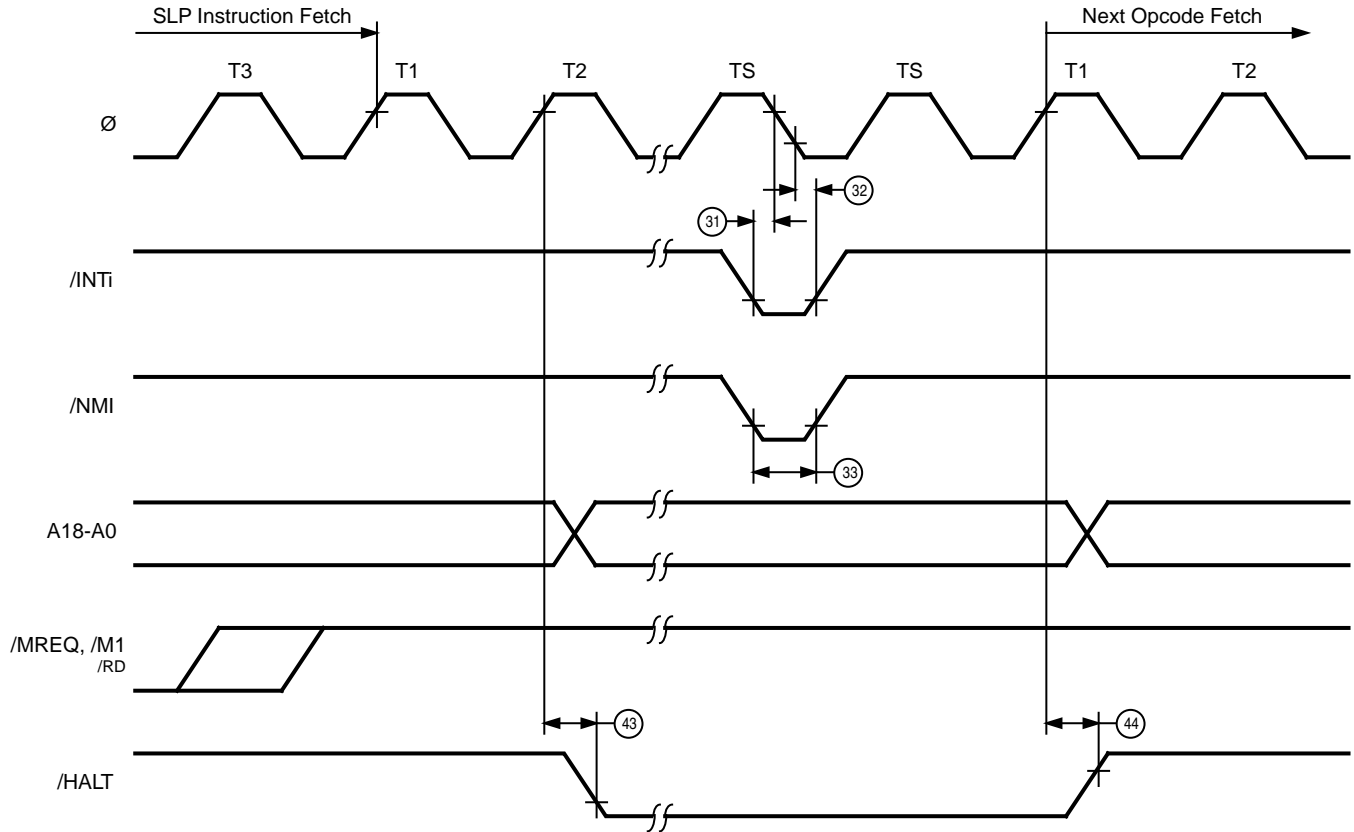 SLP Instruction Fetch
Next Opcode Fetch
T3 T1 T2 TS TS T1 T2
Ø
32
31
/INTi
/NMI
33
A18-A0
/MREQ, /M1
/RD
43
44
/HALT